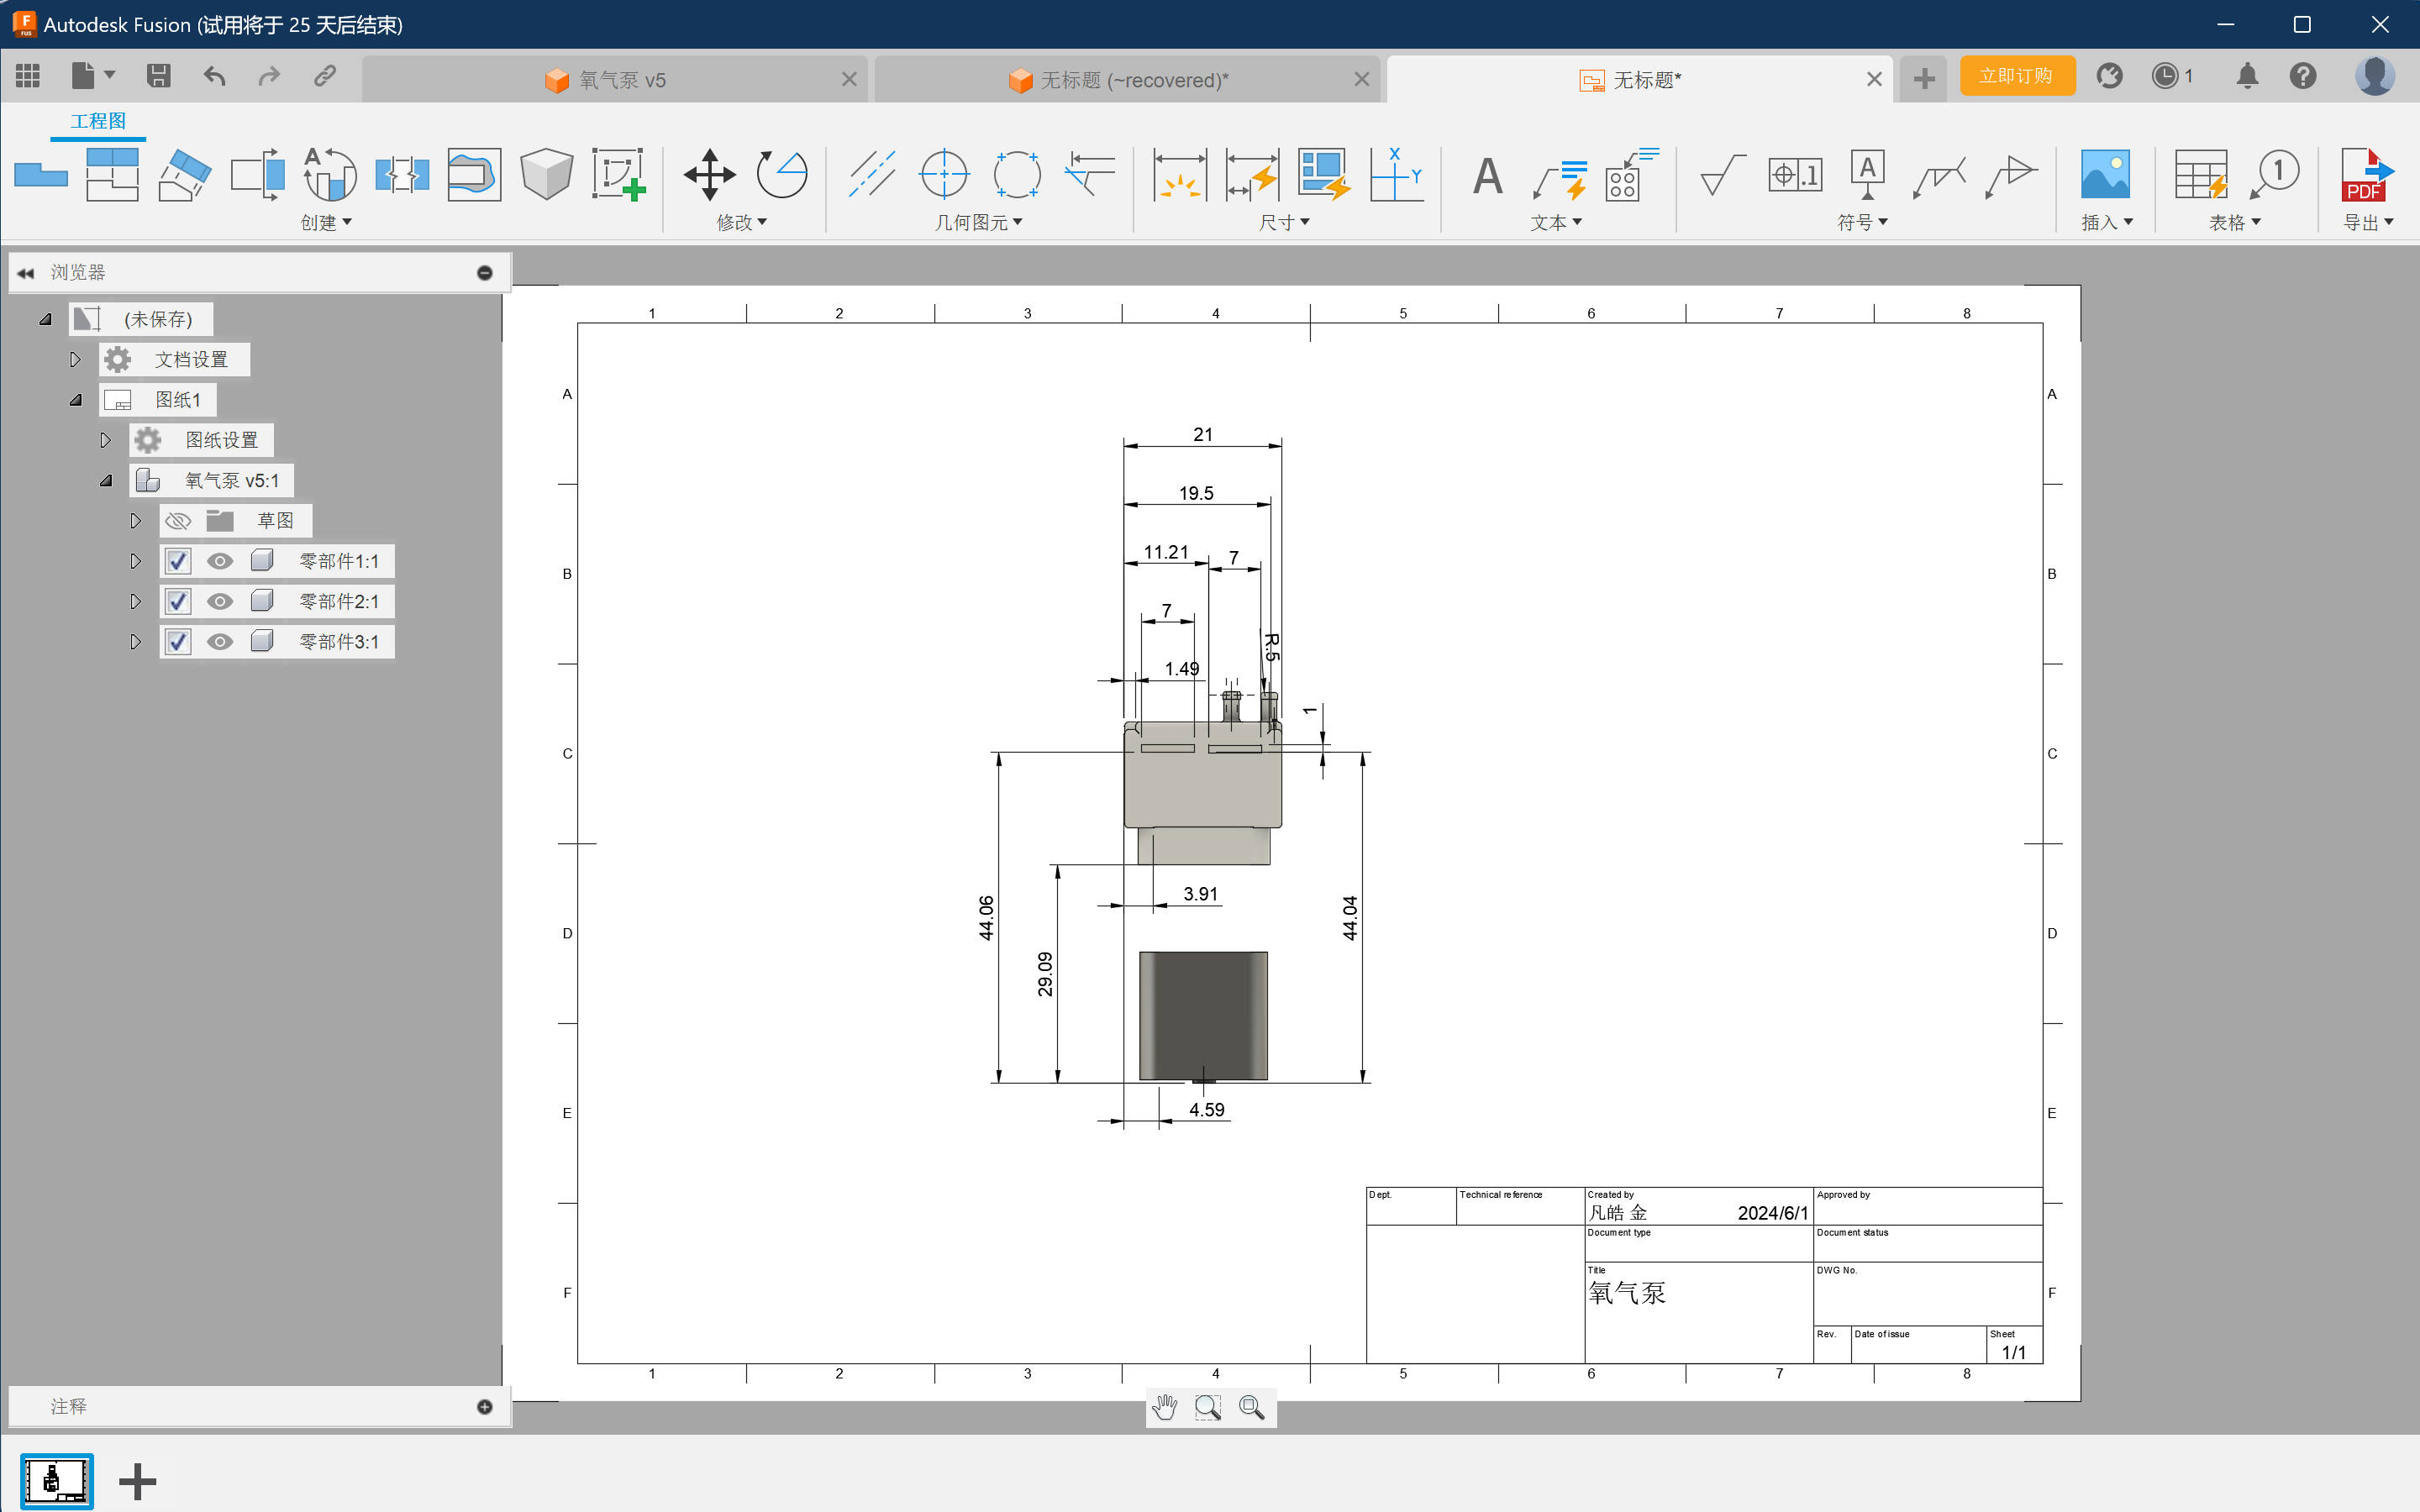 Autodesk Fusion (试用将于 25 天后结束)
氧气泵 v5
无标题 (~recovered)*
无标题*
立即订购
1
工程图
创建
修改
几何图元
尺寸
文本
符号
插入
表格
导出
PDF
浏览器
(未保存)
文档设置
图纸1
图纸设置
氧气泵 v5:1
草图
零部件1:1
零部件2:1
零部件3:1
1 2 3 4 5 6 7 8
A A
B B
C C
D D
E E
F F
21
19.5
11.21
7
7
R.5
1.49
1
3.91
44.06
44.04
29.09
4.59
Dept.
Technical reference
Created by
凡皓 金 2024/6/1
Approved by
Document type
Document status
Title
氧气泵
DWG No.
Rev.
Date of issue
Sheet
1/1
1 2 3 4 5 6 7 8
注释